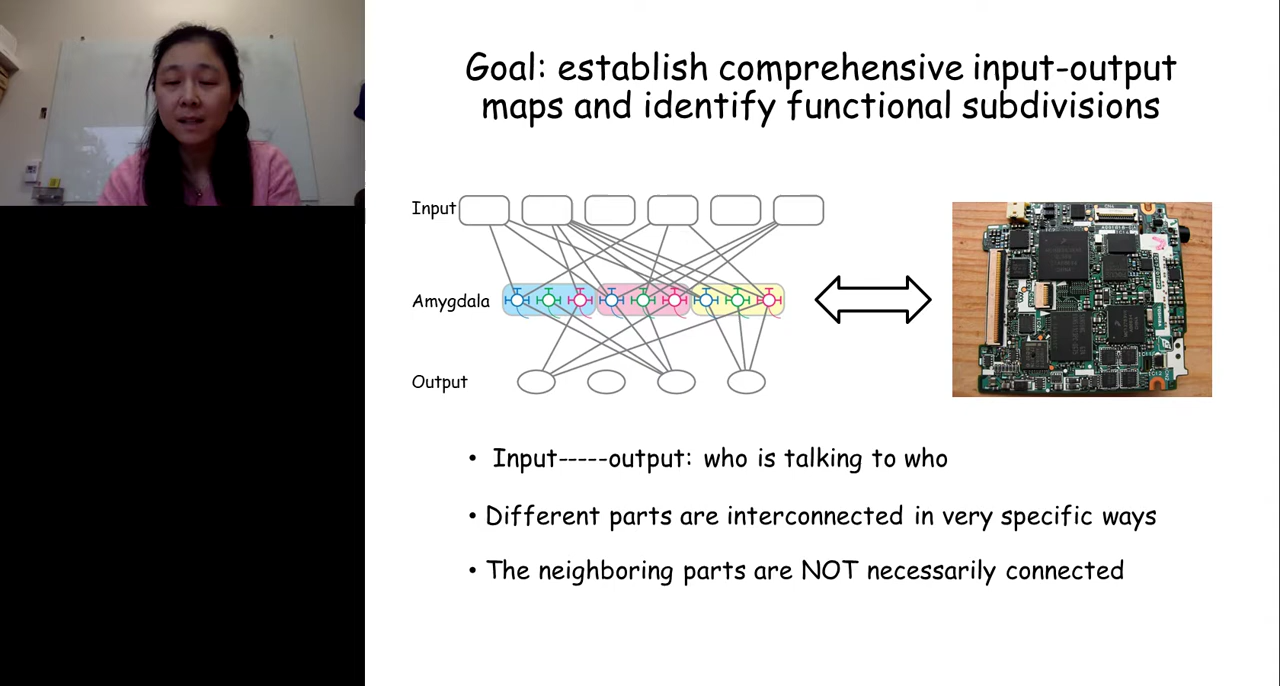 Goal: establish comprehensive input-output
maps and identify functional subdivisions
Input
Amygdala
Output
• Input-----output: who is talking to who
• Different parts are interconnected in very specific ways
• The neighboring parts are NOT necessarily connected